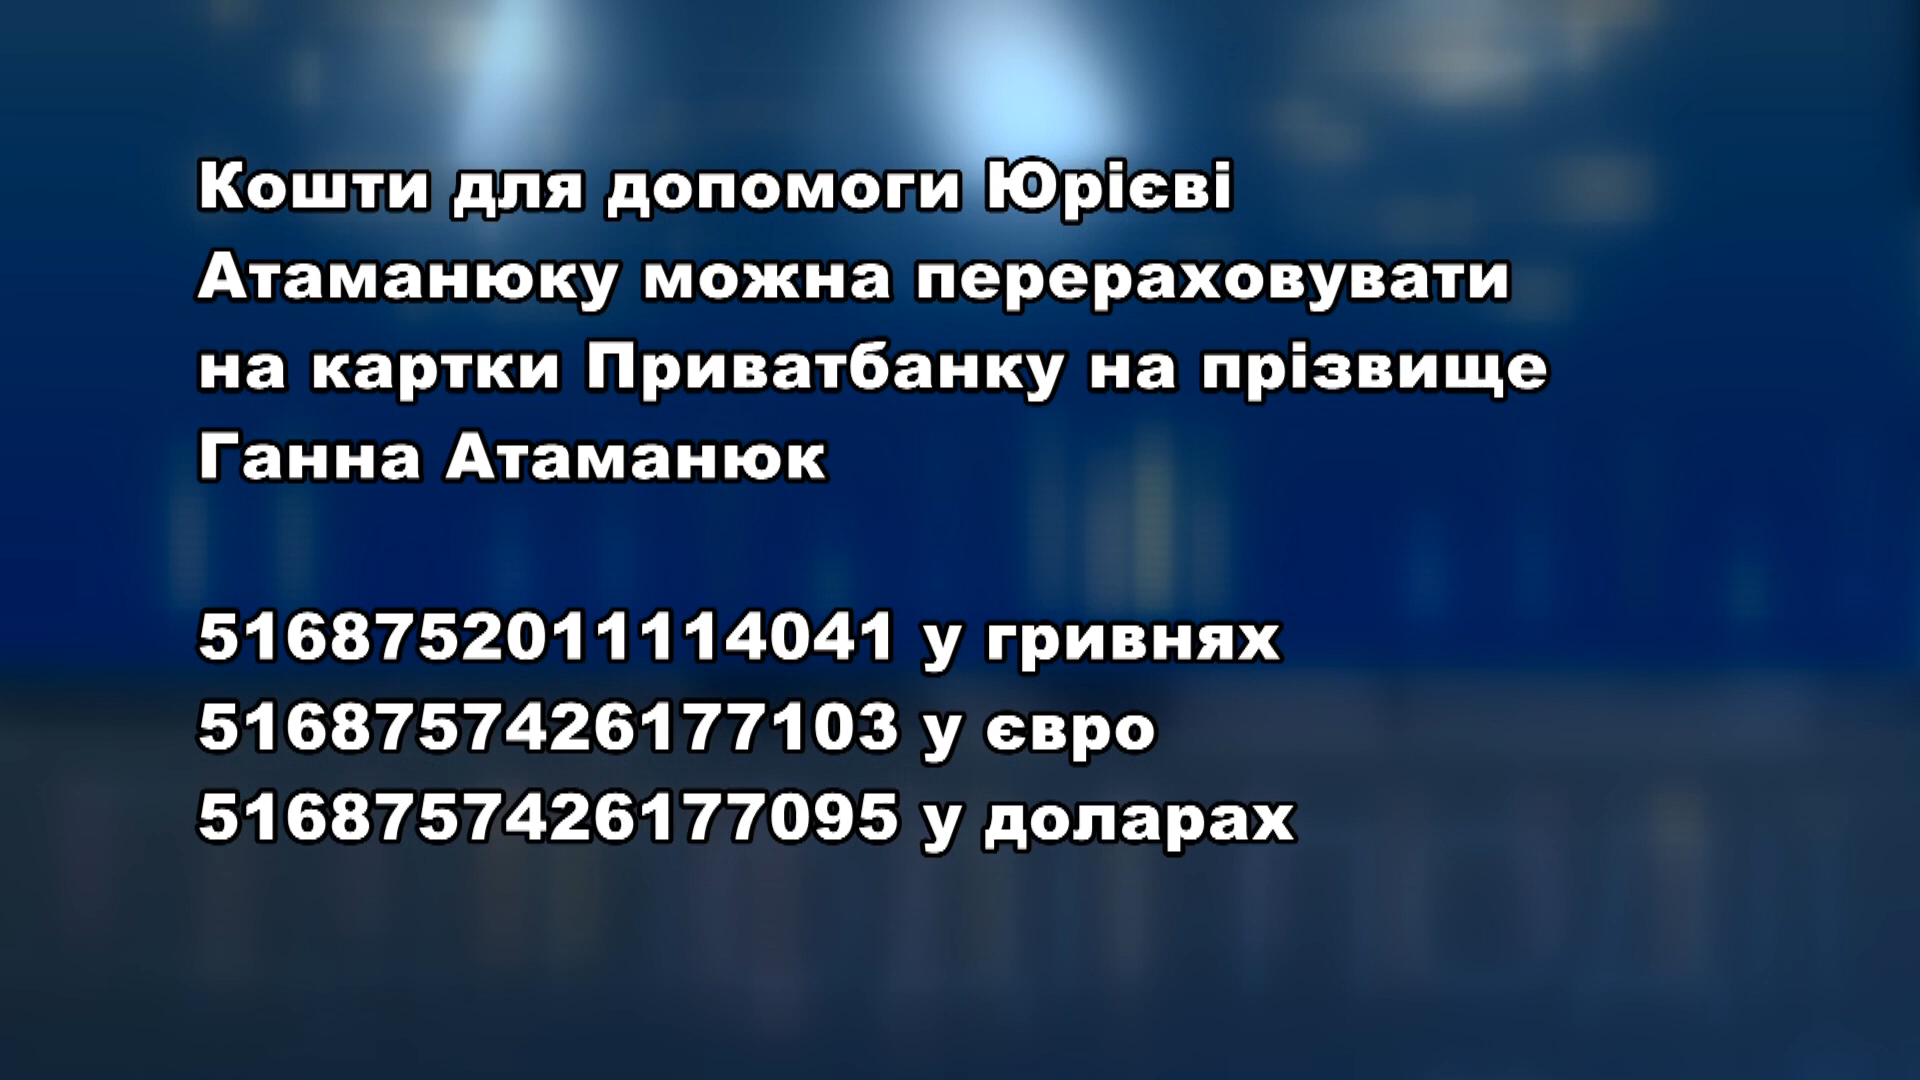 Кошти для допомоги Юрієві
Атаманюку можна перераховувати
на картки Приватбанку на прізвище
Ганна Атаманюк
5168752011114041 у гривнях
5168757426177103 у євро
5168757426177095 у доларах